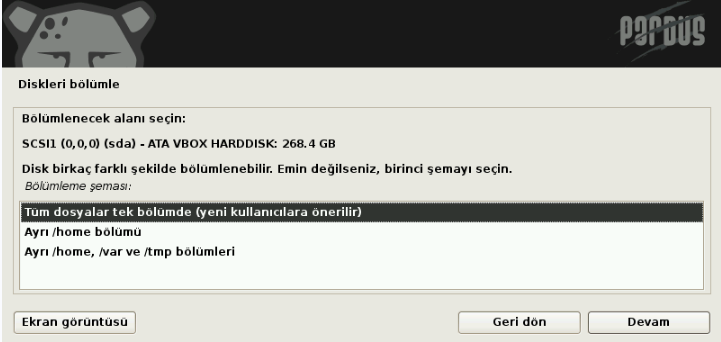 pardus
Diskleri bölümle
Bölümlenecek alanı seçin:
SCSI1 (0,0,0) (sda) - ATA VBOX HARDDISK: 268.4 GB
Disk birkaç farklı şekilde bölümlenebilir. Emin değilseniz, birinci şemayı seçin.
Bölümleme şeması:
Tüm dosyalar tek bölümde (yeni kullanıcılara önerilir)
Ayrı /home bölümü
Ayrı /home, /var ve /tmp bölümleri
Ekran görüntüsü
Geri dön
Devam